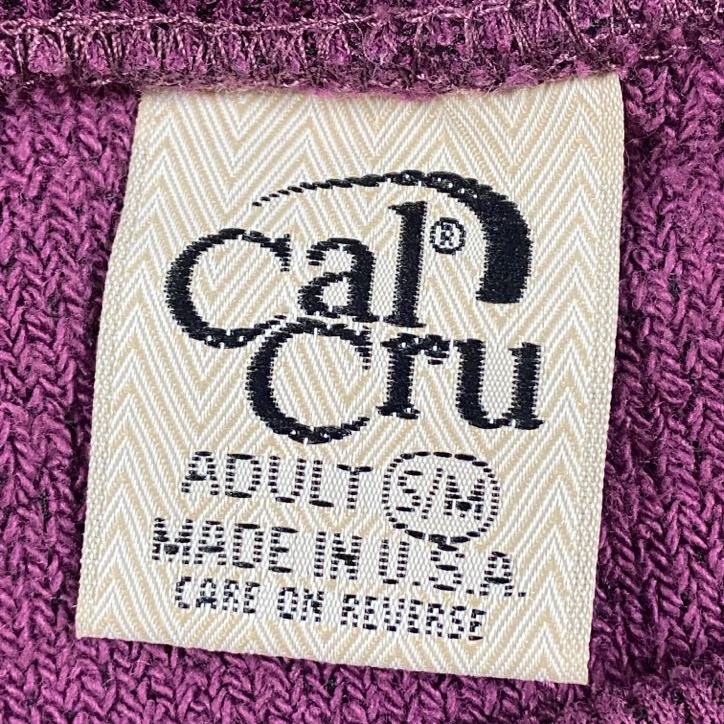 Cal®
Cru
ADULT S/M
MADE IN U.S.A.
CARE ON REVERSE